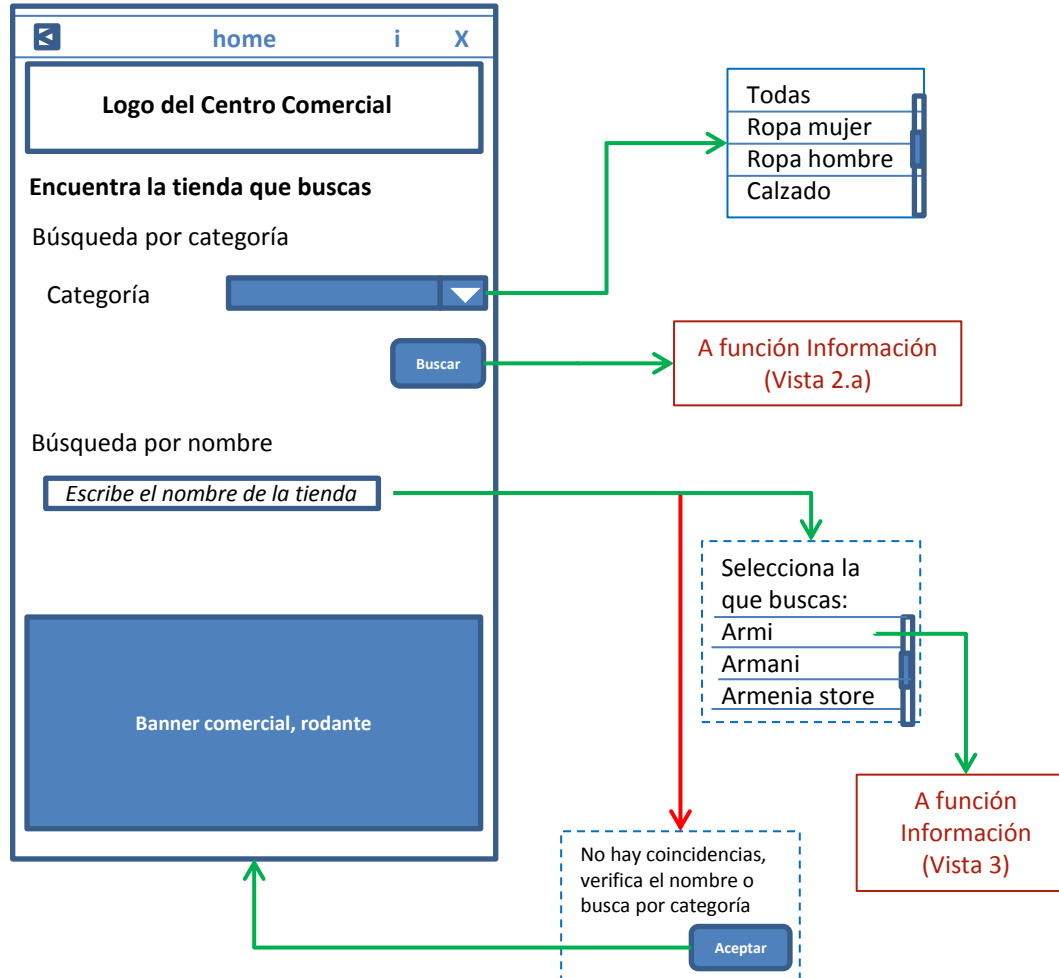 home i X
Logo del Centro Comercial
Encuentra la tienda que buscas
Búsqueda por categoría
Categoría
Buscar
Búsqueda por nombre
Escribe el nombre de la tienda
Banner comercial, rodante
Todas
Ropa mujer
Ropa hombre
Calzado
A función Información
(Vista 2.a)
Selecciona la
que buscas:
Armi
Armani
Armenia store
A función
Información
(Vista 3)
No hay coincidencias,
verifica el nombre o
busca por categoría
Aceptar